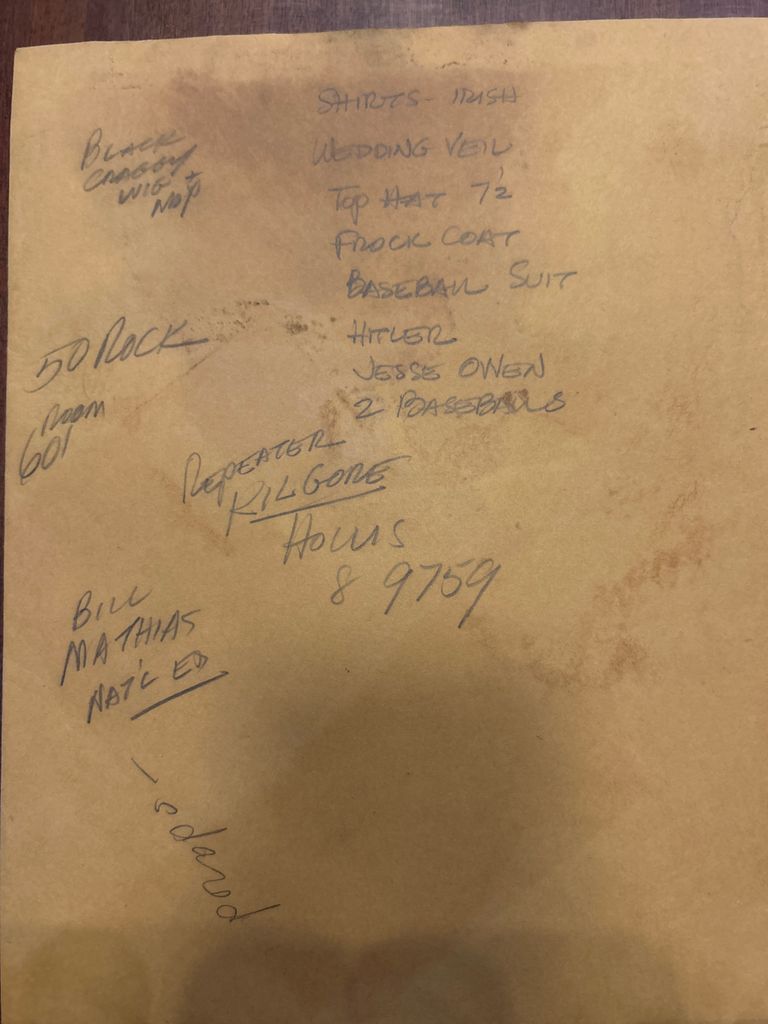 SHIRTS - IRISH
WEDDING VEIL
TOP HAT 7½
FROCK COAT
BASEBALL SUIT
HITLER
JESSE OWEN
2 BASEBALLS
BLACK
CRAGGY
WIG +
50 ROCK
ROOM
601
REPEATER
KILGORE
HOLLIS
8 9759
BILL
MATHIAS
NAT'L ED